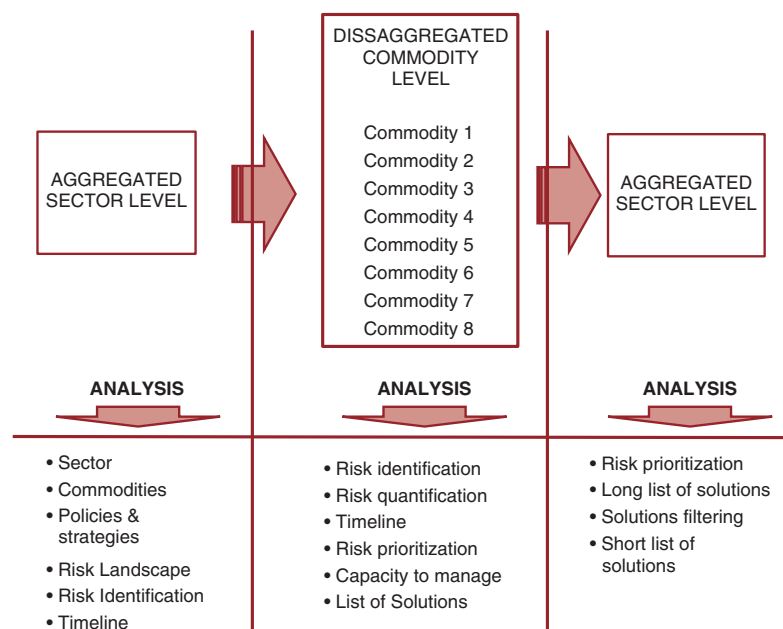 AGGREGATED
SECTOR LEVEL
DISSAGGREGATED
COMMODITY
LEVEL
Commodity 1
Commodity 2
Commodity 3
Commodity 4
Commodity 5
Commodity 6
Commodity 7
Commodity 8
AGGREGATED
SECTOR LEVEL
ANALYSIS
• Sector
• Commodities
• Policies &
strategies
• Risk Landscape
• Risk Identification
• Timeline
ANALYSIS
• Risk identification
• Risk quantification
• Timeline
• Risk prioritization
• Capacity to manage
• List of Solutions
ANALYSIS
• Risk prioritization
• Long list of solutions
• Solutions filtering
• Short list of
solutions